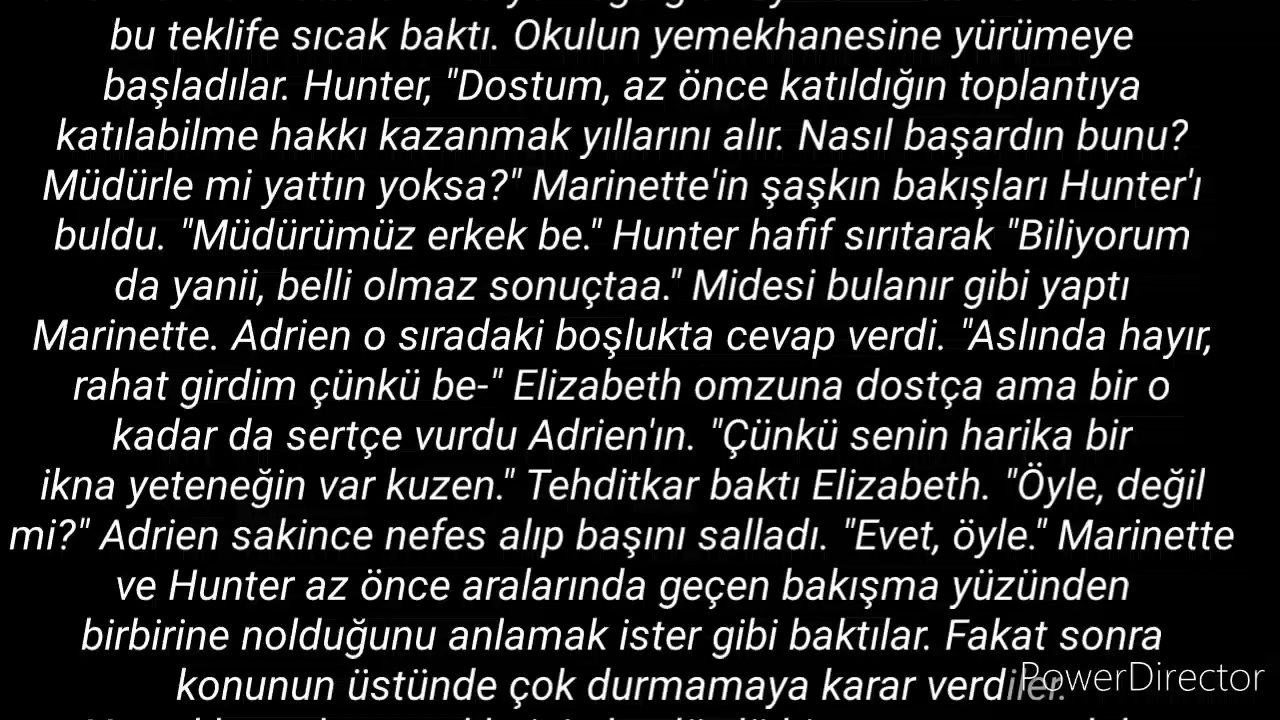 bu teklife sıcak baktı. Okulun yemekhanesine yürümeye
başladılar. Hunter, "Dostum, az önce katıldığın toplantıya
katılabilme hakkı kazanmak yıllarını alır. Nasıl başardın bunu?
Müdürle mi yattın yoksa?" Marinette'in şaşkın bakışları Hunter'ı
buldu. "Müdürümüz erkek be." Hunter hafif sırıtarak "Biliyorum
da yanii, belli olmaz sonuçtaa." Midesi bulanır gibi yaptı
Marinette. Adrien o sıradaki boşlukta cevap verdi. "Aslında hayır,
rahat girdim çünkü be-" Elizabeth omzuna dostça ama bir o
kadar da sertçe vurdu Adrien'ın. "Çünkü senin harika bir
ikna yeteneğin var kuzen." Tehditkar baktı Elizabeth. "Öyle, değil
mi?" Adrien sakince nefes alıp başını salladı. "Evet, öyle." Marinette
ve Hunter az önce aralarında geçen bakışma yüzünden
birbirine nolduğunu anlamak ister gibi baktılar. Fakat sonra
konunun üstünde çok durmamaya karar verdiler.
PowerDirector